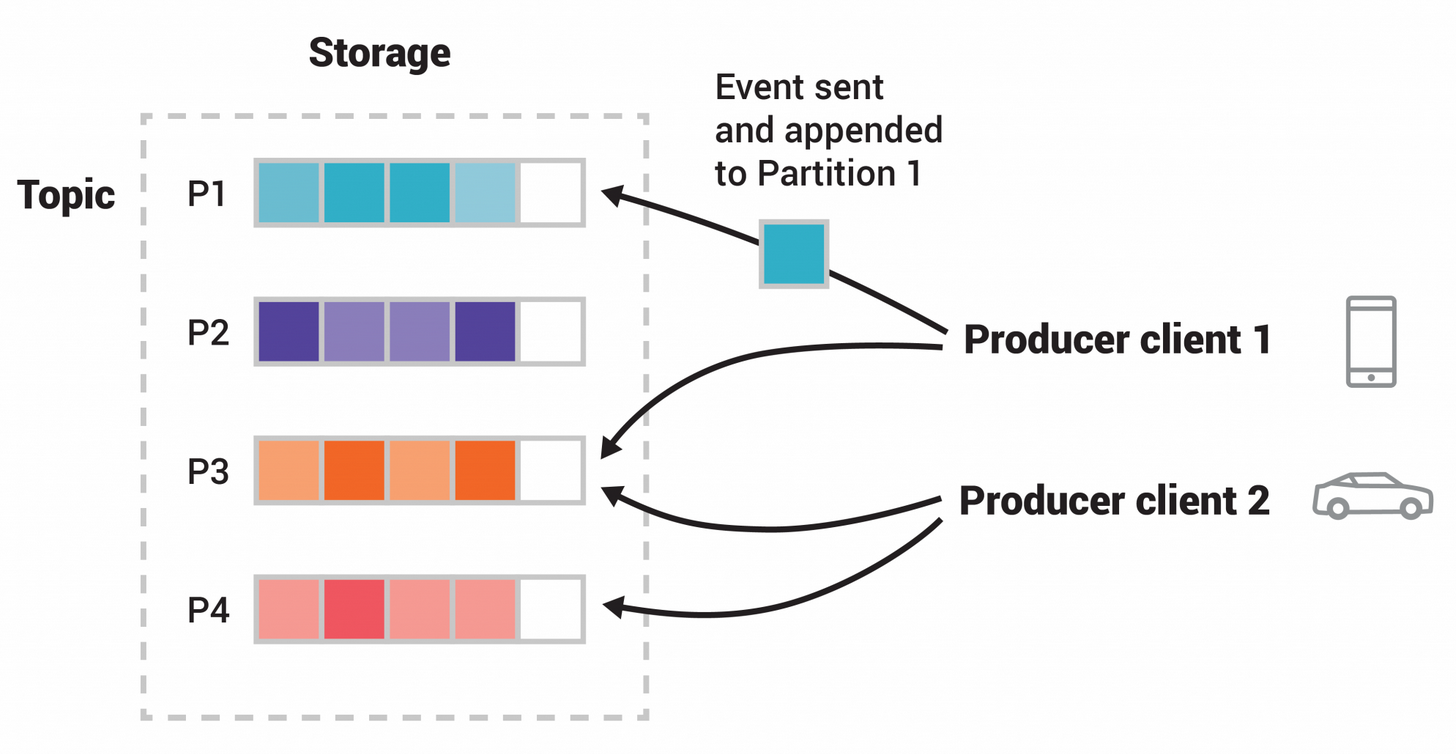 Storage
Event sent
and appended
to Partition 1
Topic
P1
P2
Producer client 1
P3
Producer client 2
P4